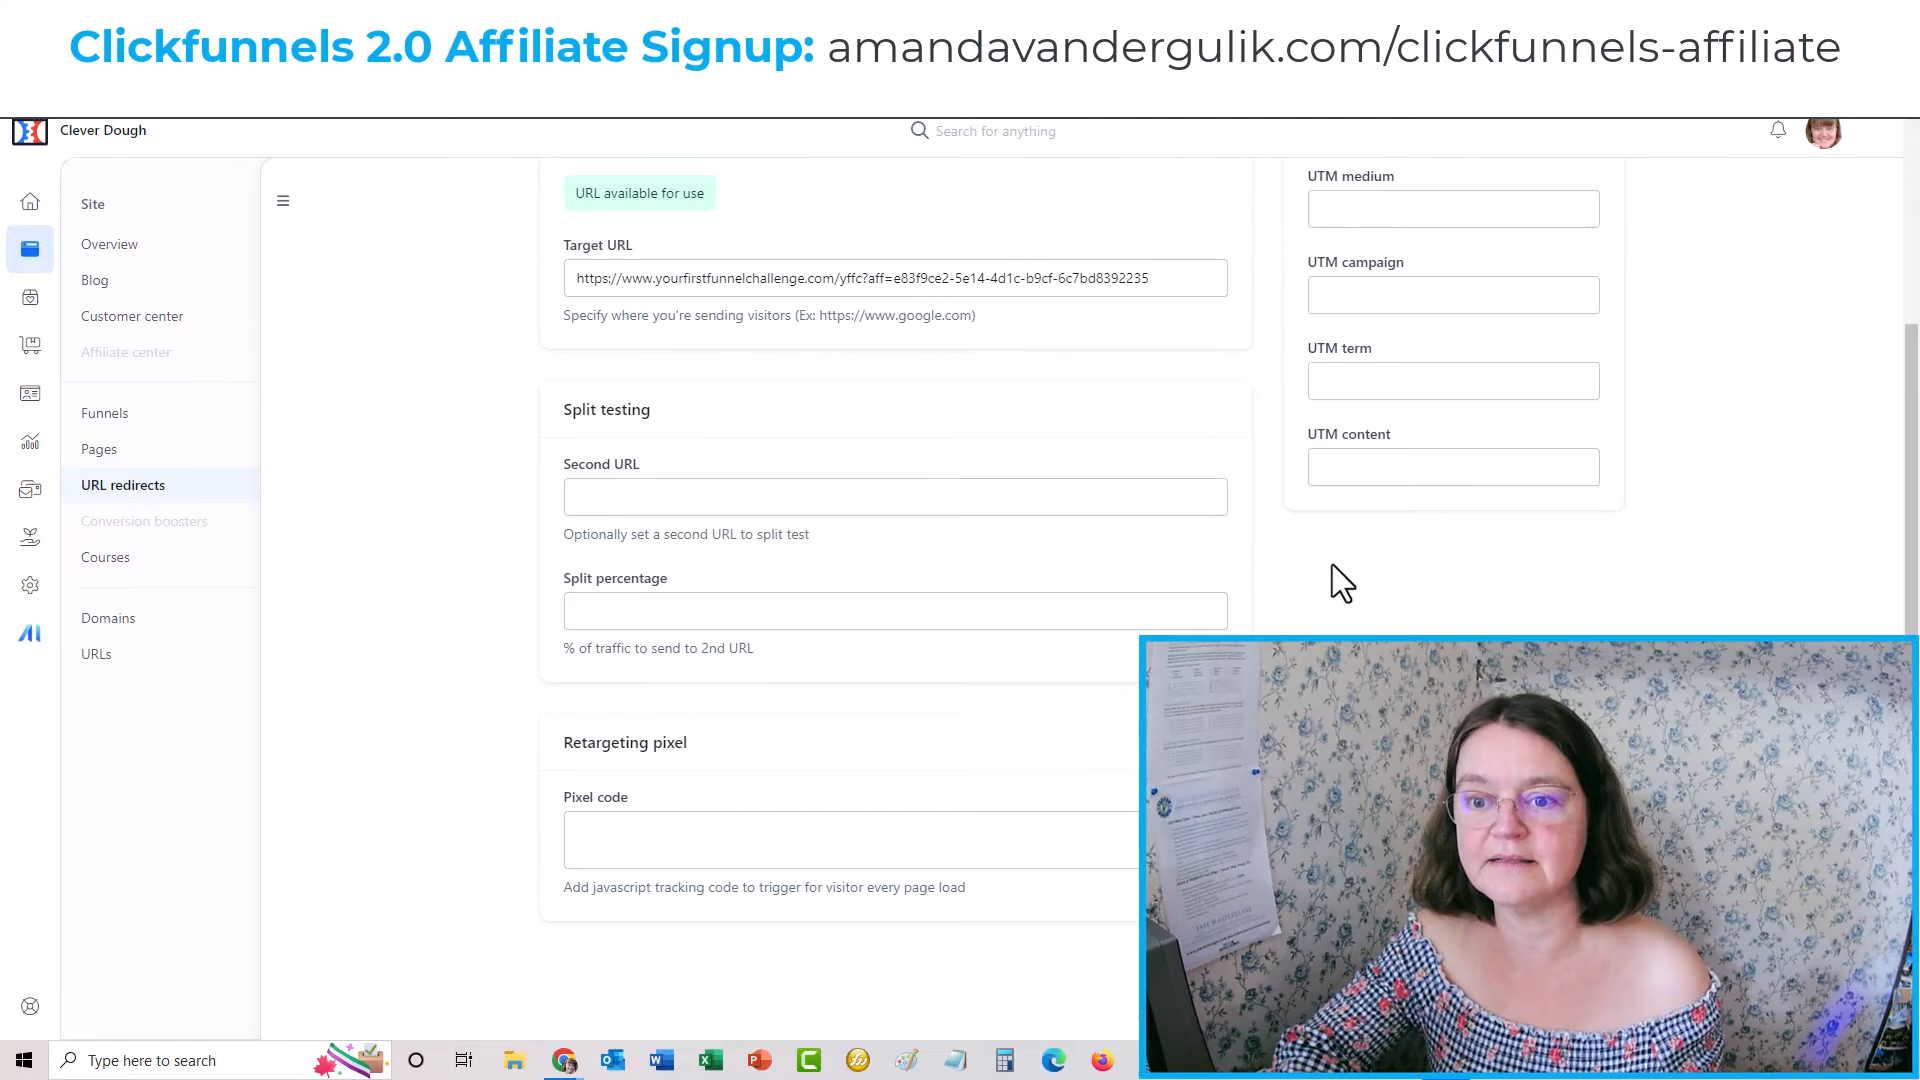 Clickfunnels 2.0 Affiliate Signup: amandavandergulik.com/clickfunnels-affiliate
Clever Dough
Search for anything
Site
Overview
Blog
Customer center
Affiliate center
Funnels
Pages
URL redirects
Conversion boosters
Courses
Domains
URLs
AI
URL available for use
Target URL
https://www.yourfirstfunnelchallenge.com/yffc?aff=e83f9ce2-5e14-4d1c-b9cf-6c7bd8392235
Specify where you're sending visitors (Ex: https://www.google.com)
Split testing
Second URL
Optionally set a second URL to split test
Split percentage
% of traffic to send to 2nd URL
Retargeting pixel
Pixel code
Add javascript tracking code to trigger for visitor every page load
UTM medium
UTM campaign
UTM term
UTM content
Type here to search